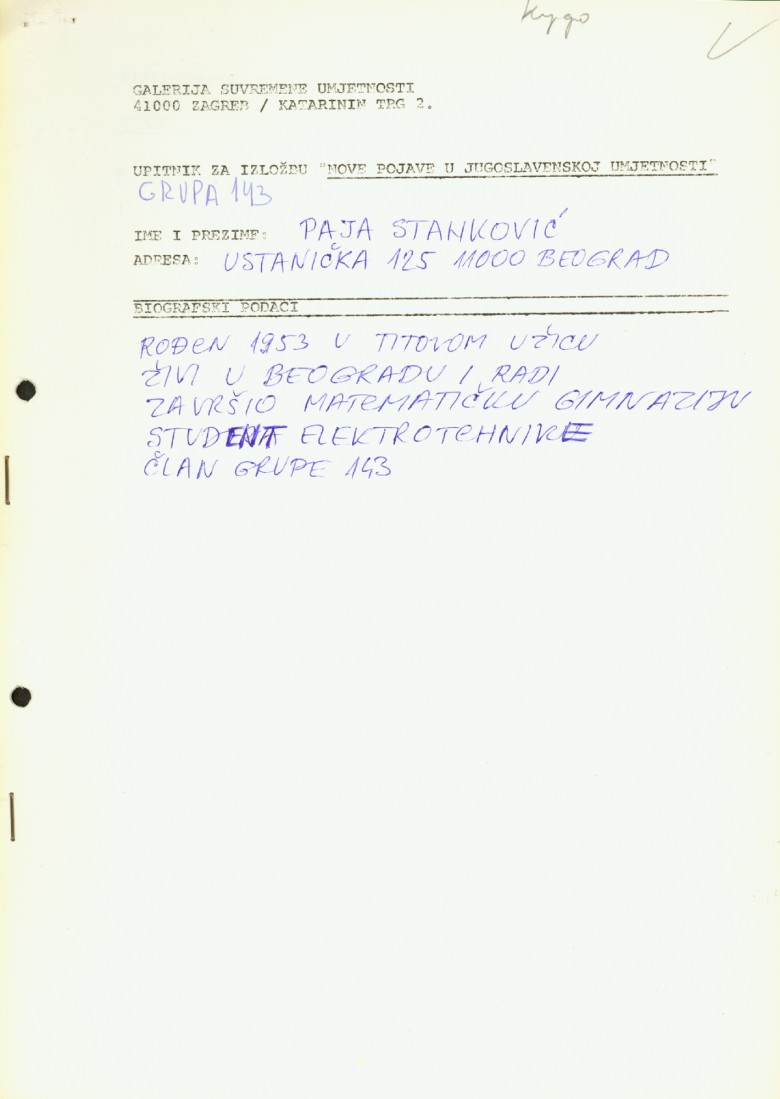 GALERIJA SUVREMENE UMJETNOSTI
41000 ZAGREB / KATARININ TRG 2.
UPITNIK ZA IZLOŽBU "NOVE POJAVE U JUGOSLAVENSKOJ UMJETNOSTI"
GRUPA 143
IME I PREZIME: PAJA STANKOVIĆ
ADRESA: USTANIČKA 125 11000 BEOGRAD
BIOGRAFSKI PODACI
ROĐEN 1953 U TITOVOM UŽICU
ŽIVI U BEOGRADU I RADI
ZAVRŠIO MATEMATIČKU GIMNAZIJU
STUDENT ELEKTROTEHNIKE
ČLAN GRUPE 143